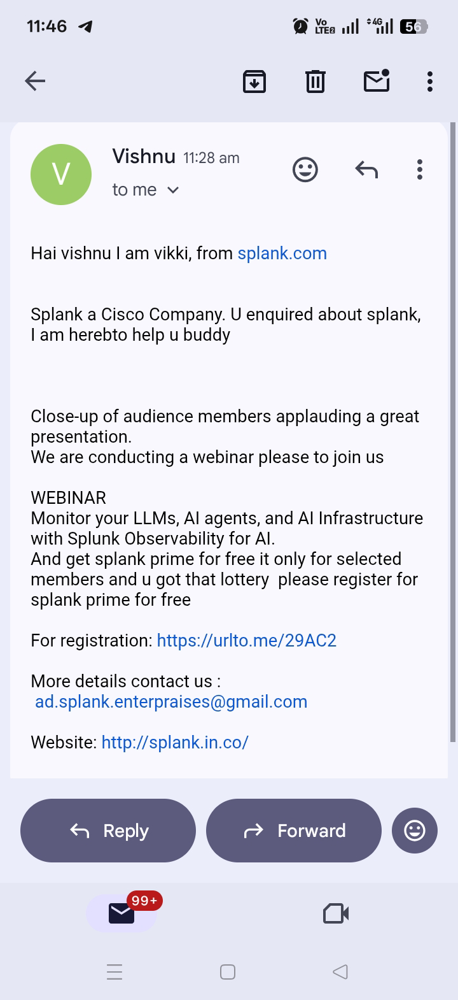 11:46
Vo
LTE2
4G
56
V
Vishnu 11:28 am
to me
Hai vishnu I am vikki, from splank.com
Splank a Cisco Company. U enquired about splank,
I am herebto help u buddy
Close-up of audience members applauding a great
presentation.
We are conducting a webinar please to join us
WEBINAR
Monitor your LLMs, AI agents, and AI Infrastructure
with Splunk Observability for AI.
And get splank prime for free it only for selected
members and u got that lottery  please register for
splank prime for free
For registration: https://urlto.me/29AC2
More details contact us :
ad.splank.enterpraises@gmail.com
Website: http://splank.in.co/
Reply
Forward
99+